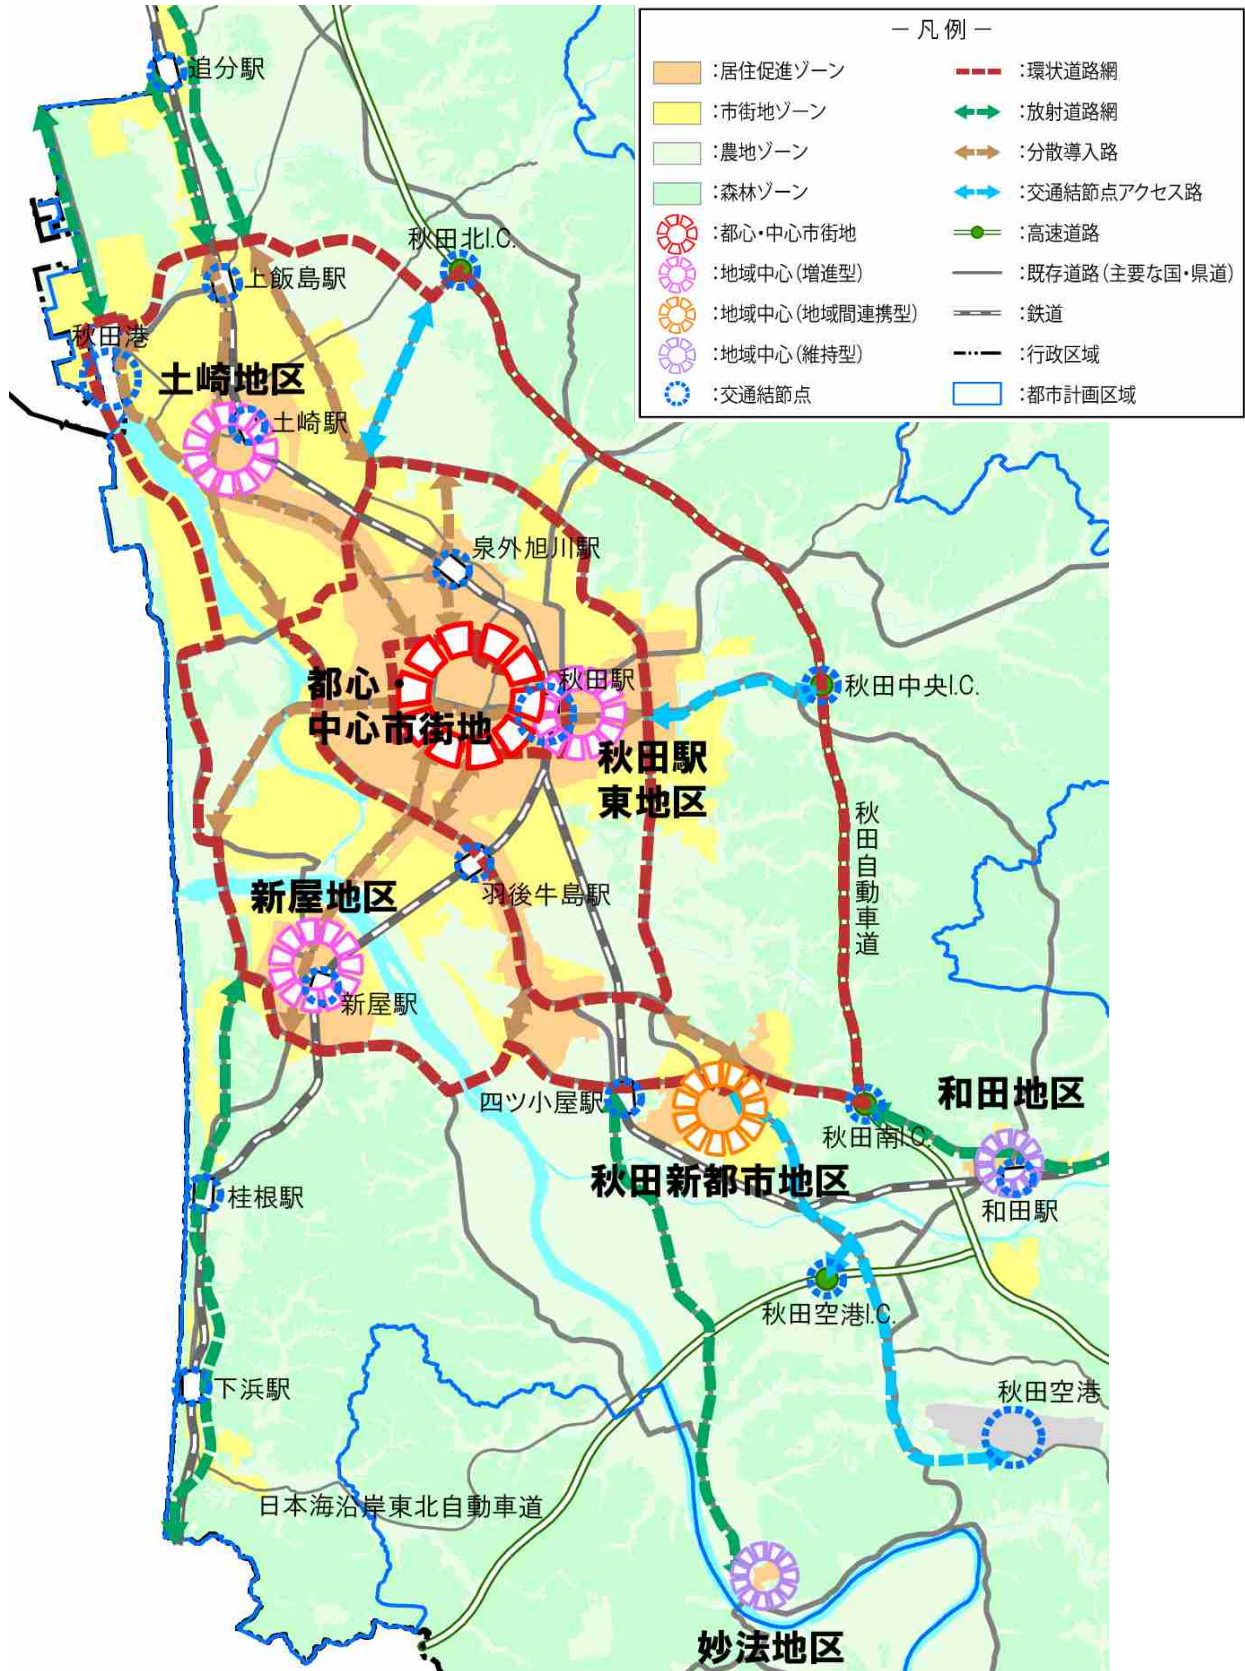 － 凡 例 －
：居住促進ゾーン
：市街地ゾーン
：農地ゾーン
：森林ゾーン
：都心・中心市街地
：地域中心（増進型）
：地域中心（地域間連携型）
：地域中心（維持型）
：交通結節点
：環状道路網
：放射道路網
：分散導入路
：交通結節点アクセス路
：高速道路
：既存道路（主要な国・県道）
：鉄道
：行政区域
：都市計画区域
追分駅
秋田北I.C.
上飯島駅
秋田港
土崎地区
土崎駅
泉外旭川駅
都心・
中心市街地
秋田駅
秋田中央I.C.
秋田駅
東地区
秋田自動車道
新屋地区
羽後牛島駅
新屋駅
四ツ小屋駅
和田地区
秋田南I.C.
秋田新都市地区
桂根駅
和田駅
秋田空港I.C.
下浜駅
秋田空港
日本海沿岸東北自動車道
妙法地区